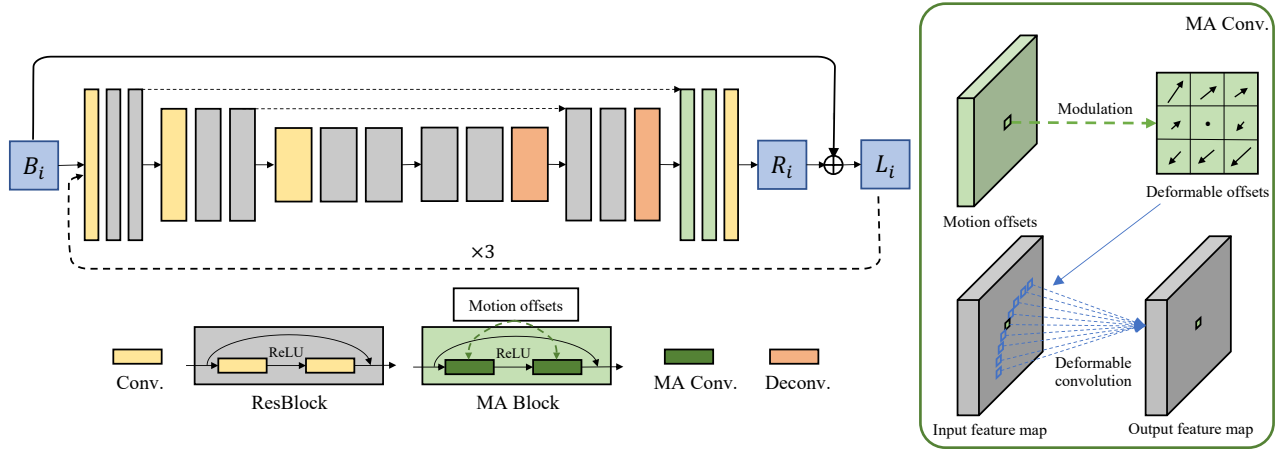 MA Conv.
Modulation
Motion offsets
Deformable offsets
B_i
R_i
L_i
×3
Motion offsets
ReLU
ReLU
Conv.
ResBlock
MA Block
MA Conv.
Deconv.
Deformable
convolution
Input feature map
Output feature map